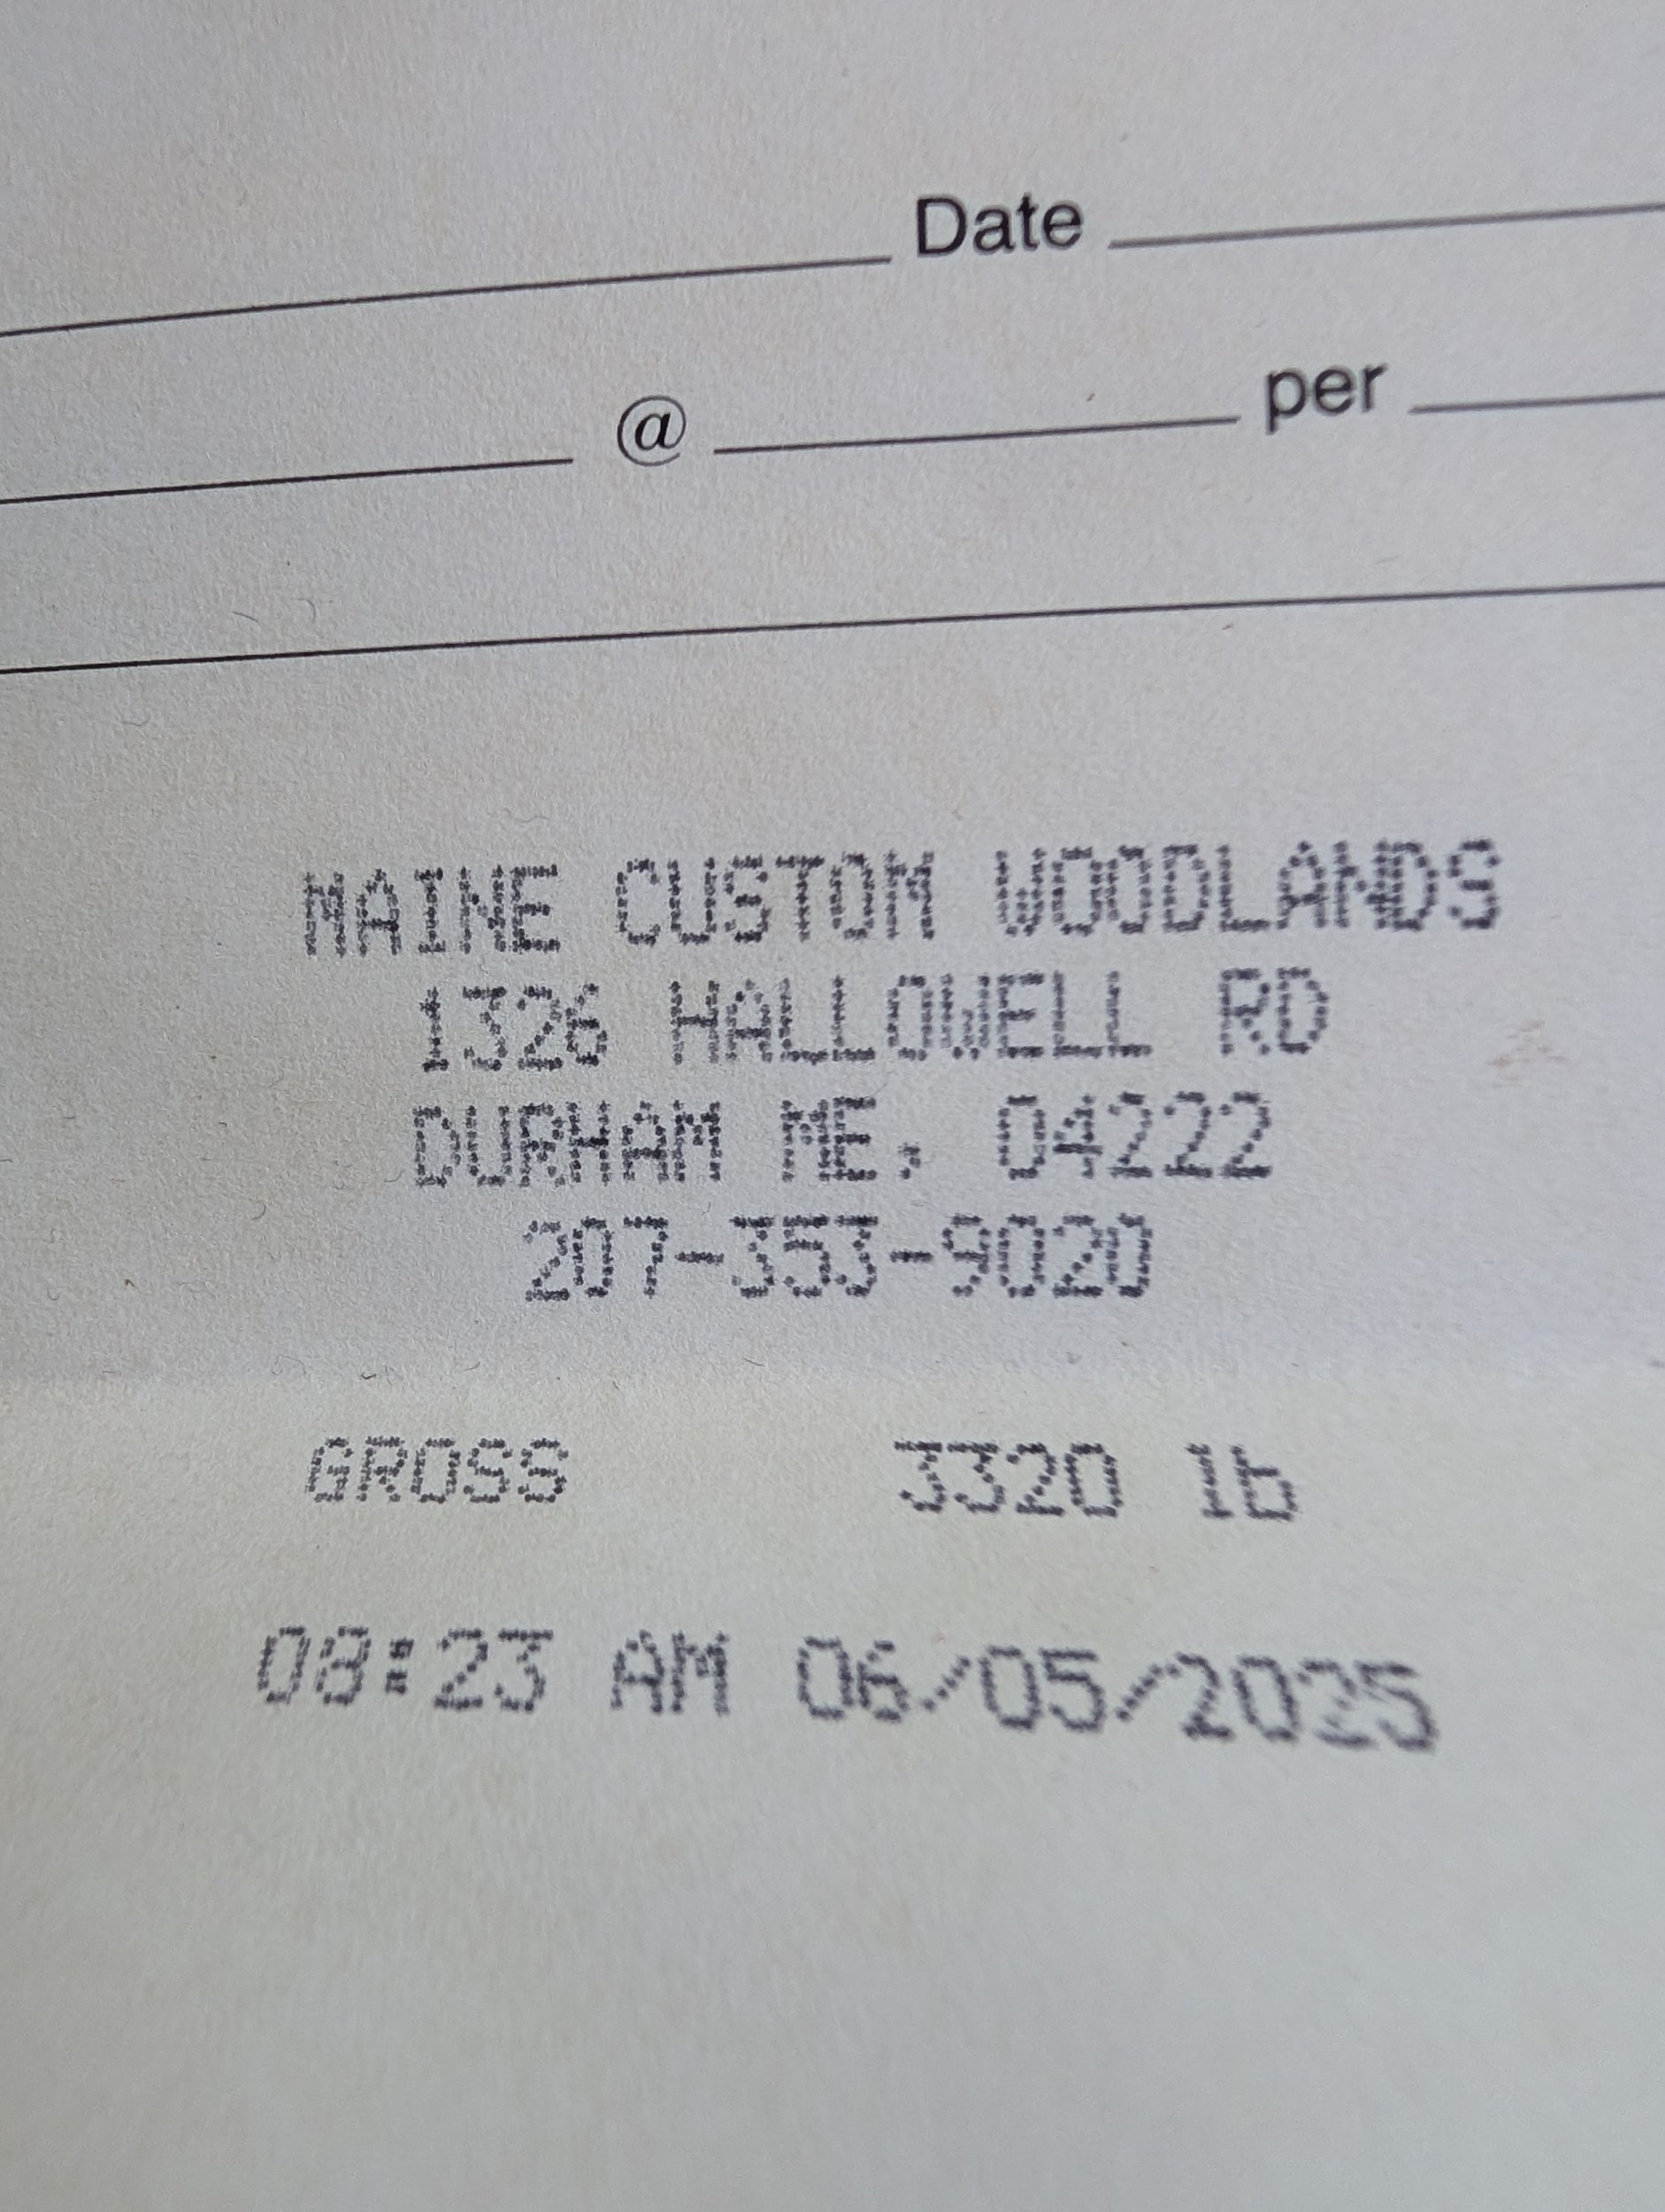 Date
@ per
MAINE CUSTOM WOODLANDS
1326 HALLOWELL RD
DURHAM ME, 04222
207-353-9020
GROSS 3320 lb
08:23 AM 06/05/2025